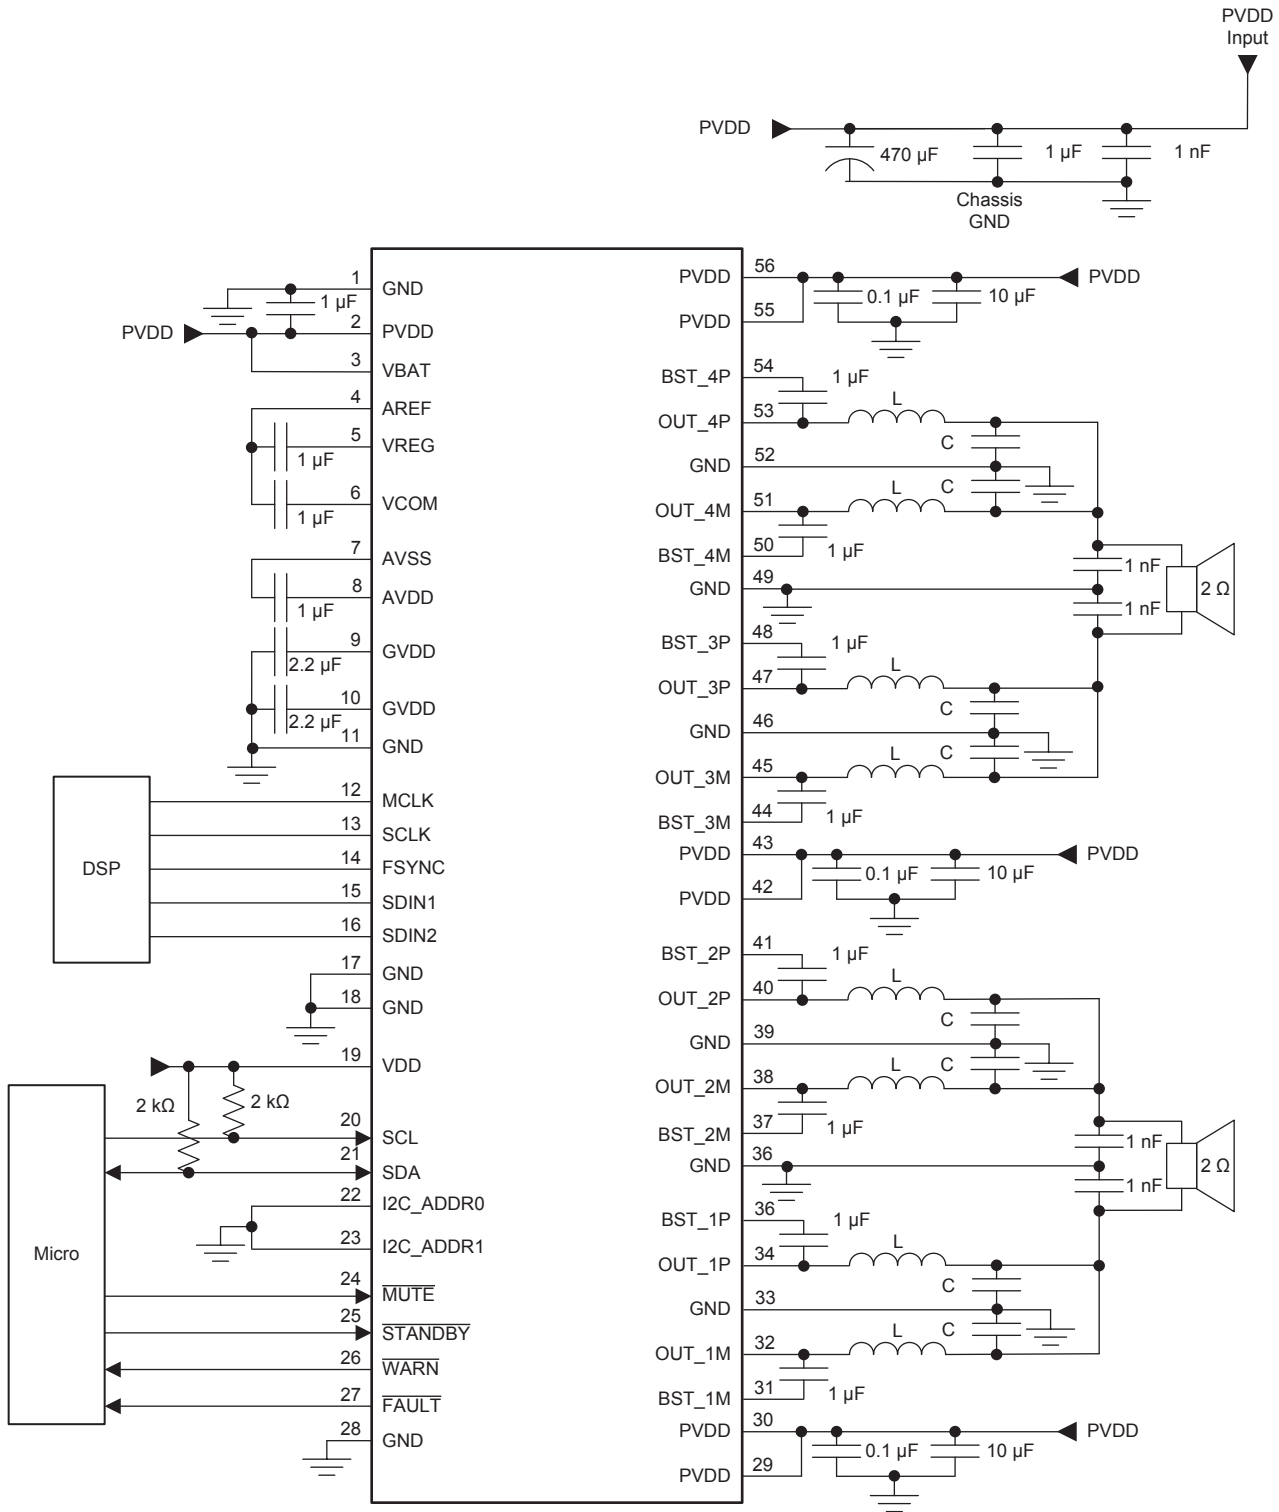 PVDD
Input
PVDD
470 µF
1 µF
1 nF
Chassis
GND
1
GND
1 µF
PVDD
2
PVDD
3
VBAT
4
AREF
5
VREG
1 µF
6
VCOM
1 µF
7
AVSS
8
AVDD
1 µF
9
GVDD
2.2 µF
10
GVDD
2.2 µF
11
GND
DSP
12
MCLK
13
SCLK
14
FSYNC
15
SDIN1
16
SDIN2
17
GND
18
GND
19
VDD
2 kΩ
2 kΩ
Micro
20
SCL
21
SDA
22
I2C_ADDR0
23
I2C_ADDR1
24
MUTE
25
STANDBY
26
WARN
27
FAULT
28
GND
PVDD
56
PVDD
0.1 µF
10 µF
PVDD
55
BST_4P
54
1 µF
OUT_4P
53
L
C
GND
52
C
OUT_4M
51
L
BST_4M
50
1 µF
GND
49
1 nF
2 Ω
1 nF
BST_3P
48
1 µF
OUT_3P
47
L
C
GND
46
C
OUT_3M
45
L
BST_3M
44
1 µF
PVDD
43
PVDD
0.1 µF
10 µF
PVDD
42
BST_2P
41
1 µF
OUT_2P
40
L
C
GND
39
C
OUT_2M
38
L
BST_2M
37
1 µF
GND
36
1 nF
2 Ω
1 nF
BST_1P
36
1 µF
OUT_1P
34
L
C
GND
33
C
OUT_1M
32
L
BST_1M
31
1 µF
PVDD
30
PVDD
0.1 µF
10 µF
PVDD
29